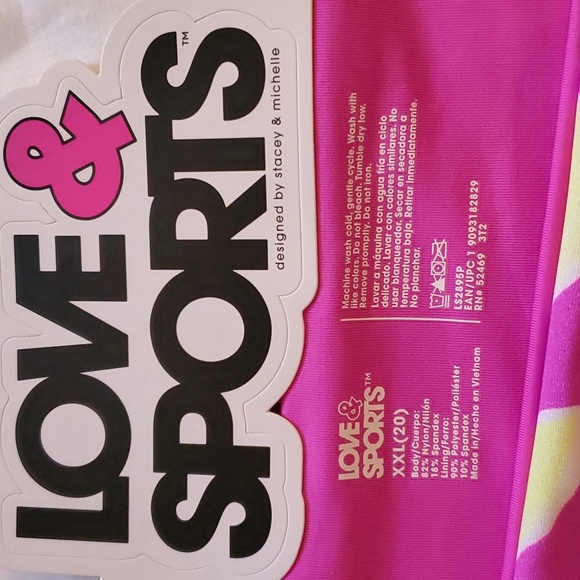 LOVE &
SPORTS™
designed by stacey & michelle
LOVE &
SPORTS™
XXL(20)
Body/Cuerpo:
82% Nylon/Nilón
18% Spandex
Lining/Forro:
90% Polyester/Poliéster
10% Spandex
Made in/Hecho en Vietnam
Machine wash cold, gentle cycle. Wash with
like colors. Do not bleach. Tumble dry low.
Remove promptly. Do not iron.
Lavar a máquina con agua fría en ciclo
delicado. Lavar con colores similares. No
usar blanqueador. Secar en secadora a
temperatura baja. Retirar inmediatamente.
No planchar.
LS2895P
EAN/UPC 1 9093182829
RN# 52469 3T2